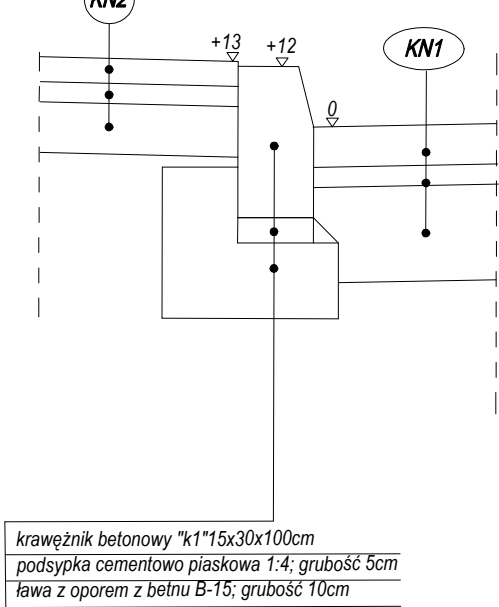 KN2
+13 +12
KN1
0
krawężnik betonowy "k1"15x30x100cm
podsypka cementowo piaskowa 1:4; grubość 5cm
ława z oporem z betnu B-15; grubość 10cm